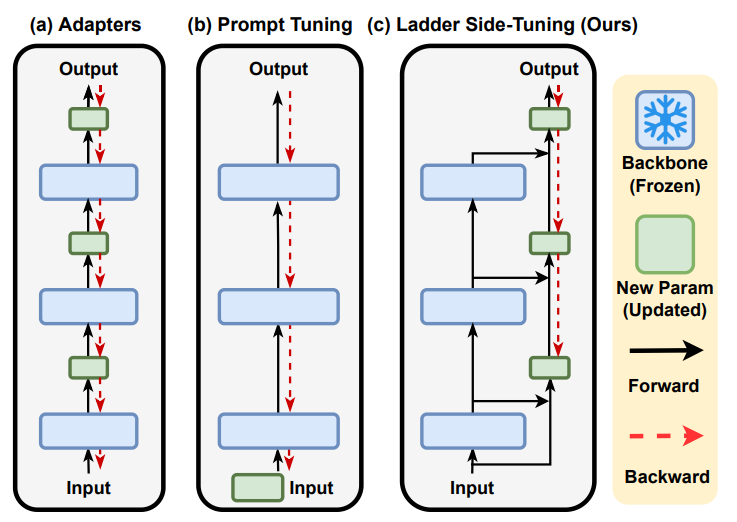 (a) Adapters
(b) Prompt Tuning
(c) Ladder Side-Tuning (Ours)
Output
Output
Output
Input
Input
Input
Backbone
(Frozen)
New Param
(Updated)
Forward
Backward